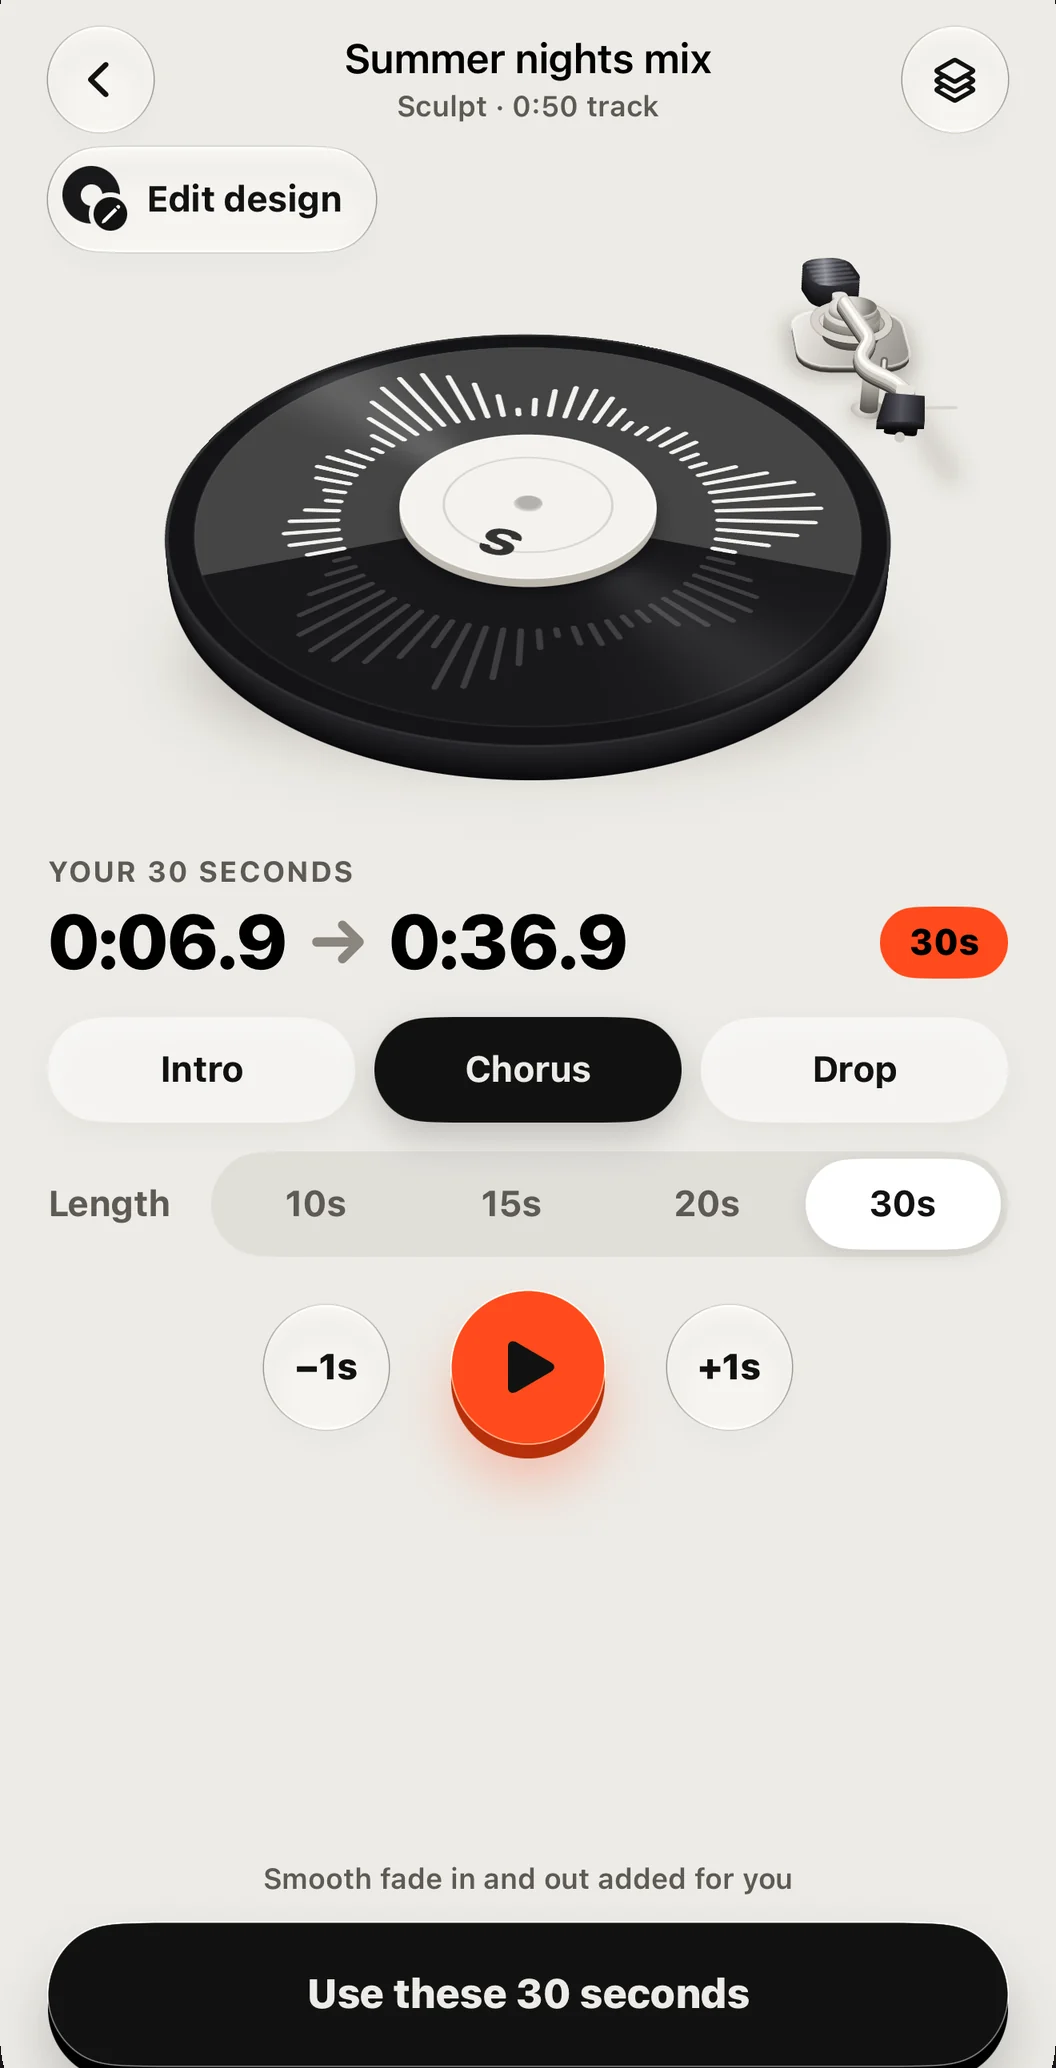 Summer nights mix
Sculpt · 0:50 track
Edit design
S
YOUR 30 SECONDS
0:06.9 → 0:36.9
30s
Intro
Chorus
Drop
Length
10s
15s
20s
30s
−1s
+1s
Smooth fade in and out added for you
Use these 30 seconds